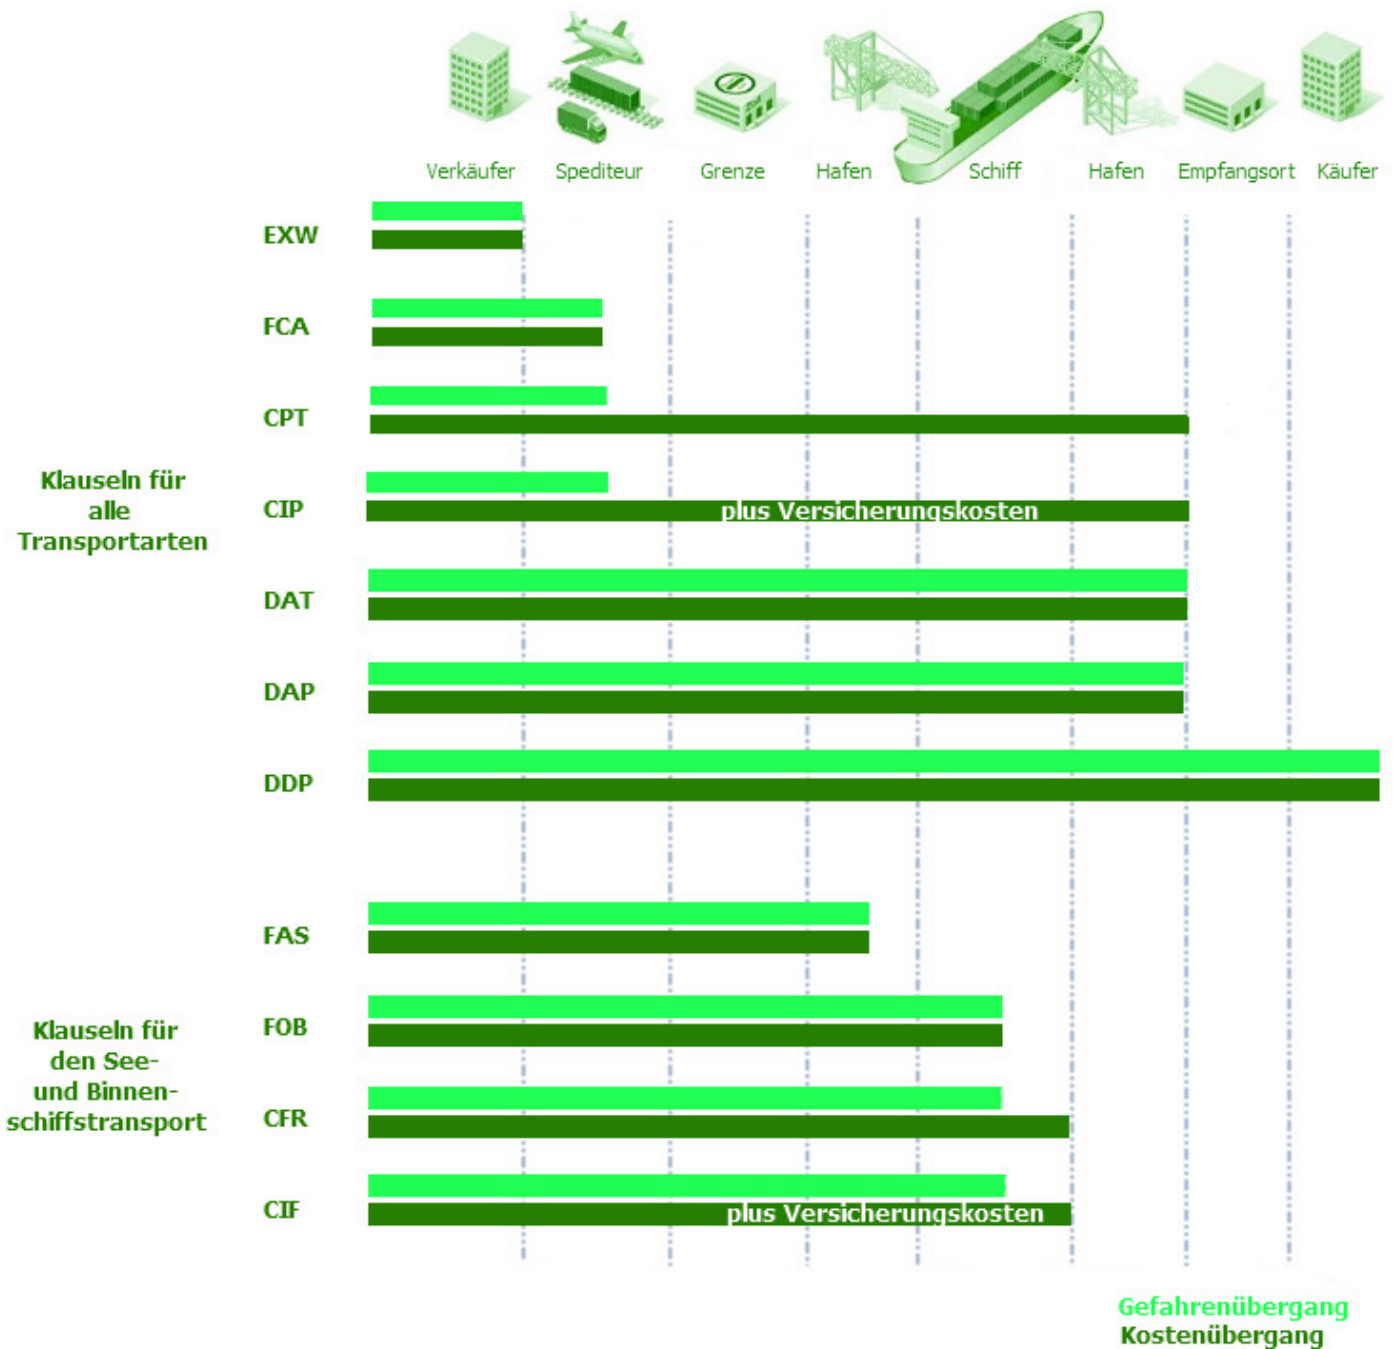 Verkäufer
Spediteur
Grenze
Hafen
Schiff
Hafen
Empfangsort
Käufer
EXW
FCA
CPT
Klauseln für
alle
Transportarten
CIP
plus Versicherungskosten
DAT
DAP
DDP
FAS
Klauseln für
den See-
und Binnen-
schiffstransport
FOB
CFR
CIF
plus Versicherungskosten
Gefahrenübergang
Kostenübergang